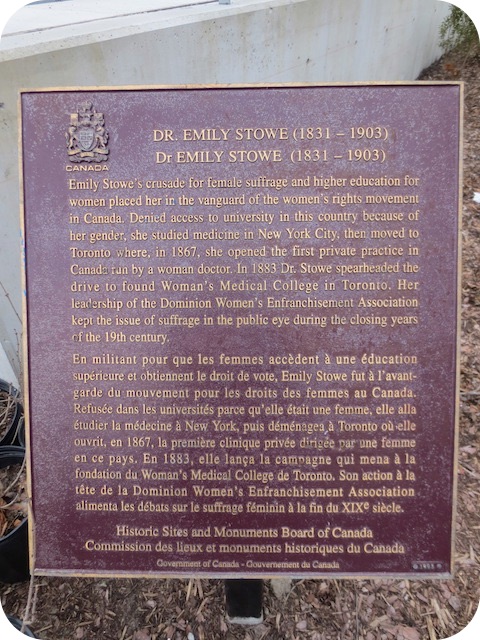 CANADA
DR. EMILY STOWE (1831 – 1903)
Dr EMILY STOWE (1831 – 1903)
Emily Stowe's crusade for female suffrage and higher education for
women placed her in the vanguard of the women's rights movement
in Canada. Denied access to university in this country because of
her gender, she studied medicine in New York City, then moved to
Toronto where, in 1867, she opened the first private practice in
Canada run by a woman doctor. In 1883 Dr. Stowe spearheaded the
drive to found Woman's Medical College in Toronto. Her
leadership of the Dominion Women's Enfranchisement Association
kept the issue of suffrage in the public eye during the closing years
of the 19th century.
En militant pour que les femmes accèdent à une éducation
supérieure et obtiennent le droit de vote, Emily Stowe fut à l'avant-
garde du mouvement pour les droits des femmes au Canada.
Refusée dans les universités parce qu'elle était une femme, elle alla
étudier la médecine à New York, puis déménagea à Toronto où elle
ouvrit, en 1867, la première clinique privée dirigée par une femme
en ce pays. En 1883, elle lança la campagne qui mena à la
fondation du Woman's Medical College de Toronto. Son action à la
tête de la Dominion Women's Enfranchisement Association
alimenta les débats sur le suffrage féminin à la fin du XIXe siècle.
Historic Sites and Monuments Board of Canada
Commission des lieux et monuments historiques du Canada
Government of Canada - Gouvernement du Canada